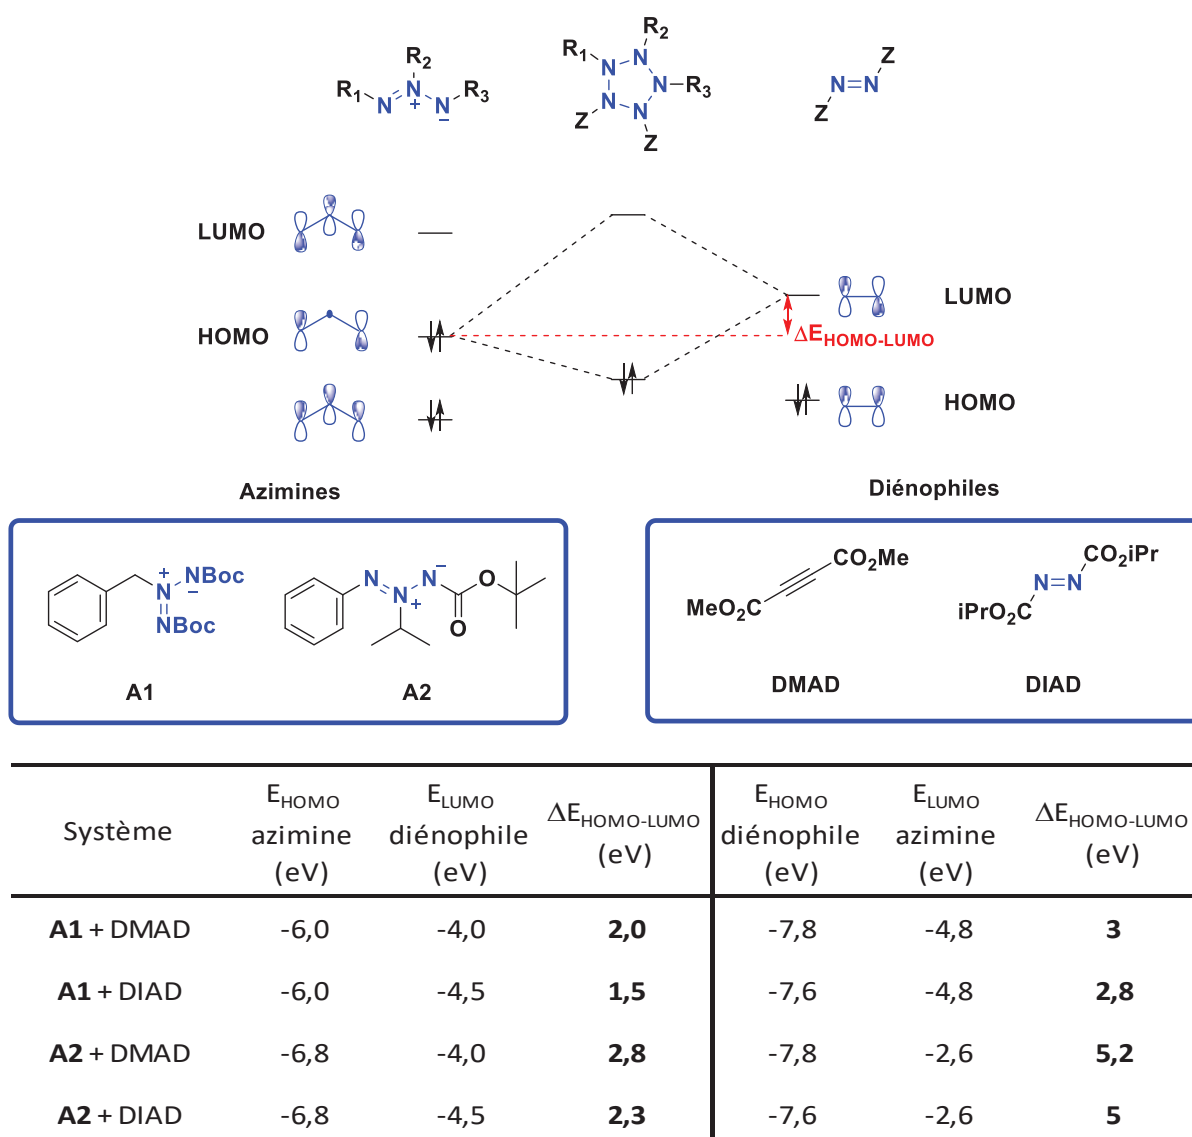 R1 N N+ N− R2 R3
R1 R2 R3 N N N N N Z Z
Z N=N Z
LUMO
LUMO
HOMO
ΔE HOMO-LUMO
HOMO
Azimines
Diénophiles
N+ NBoc −
NBoc
A1
N N+ N− O O
A2
CO2Me
MeO2C
DMAD
CO2iPr
N=N
iPrO2C
DIAD
Système EHOMO azimine (eV) ELUMO diénophile (eV) ΔEHOMO-LUMO (eV) EHOMO diénophile (eV) ELUMO azimine (eV) ΔEHOMO-LUMO (eV)
A1 + DMAD -6,0 -4,0 2,0 -7,8 -4,8 3
A1 + DIAD -6,0 -4,5 1,5 -7,6 -4,8 2,8
A2 + DMAD -6,8 -4,0 2,8 -7,8 -2,6 5,2
A2 + DIAD -6,8 -4,5 2,3 -7,6 -2,6 5